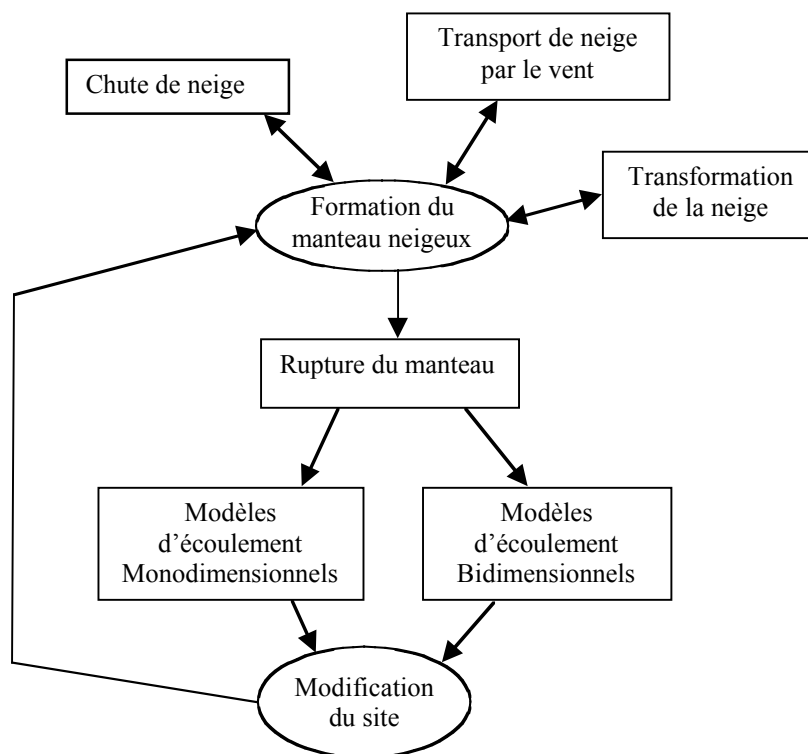 Transport de neige
par le vent
Chute de neige
Transformation
de la neige
Formation du
manteau neigeux
Rupture du manteau
Modèles
d'écoulement
Monodimensionnels
Modèles
d'écoulement
Bidimensionnels
Modification
du site